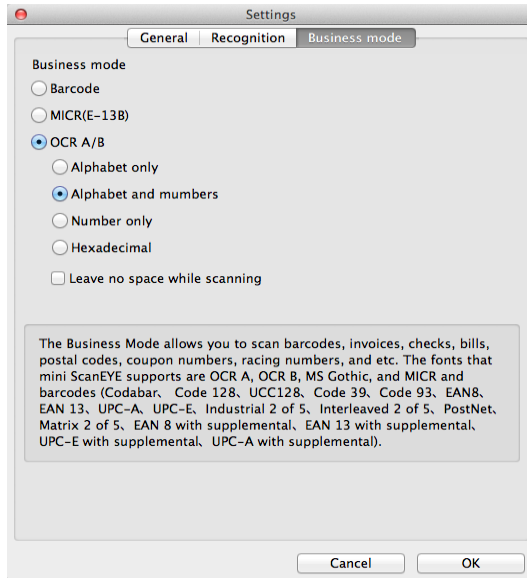 Settings
General Recognition Business mode
Business mode
Barcode
MICR(E-13B)
OCR A/B
Alphabet only
Alphabet and mumbers
Number only
Hexadecimal
Leave no space while scanning
The Business Mode allows you to scan barcodes, invoices, checks, bills,
postal codes, coupon numbers, racing numbers, and etc. The fonts that
mini ScanEYE supports are OCR A, OCR B, MS Gothic, and MICR and
barcodes (Codabar、 Code 128、UCC128、Code 39、Code 93、EAN8、
EAN 13、UPC-A、UPC-E、Industrial 2 of 5、Interleaved 2 of 5、PostNet、
Matrix 2 of 5、EAN 8 with supplemental、EAN 13 with supplemental、
UPC-E with supplemental、UPC-A with supplemental).
Cancel OK